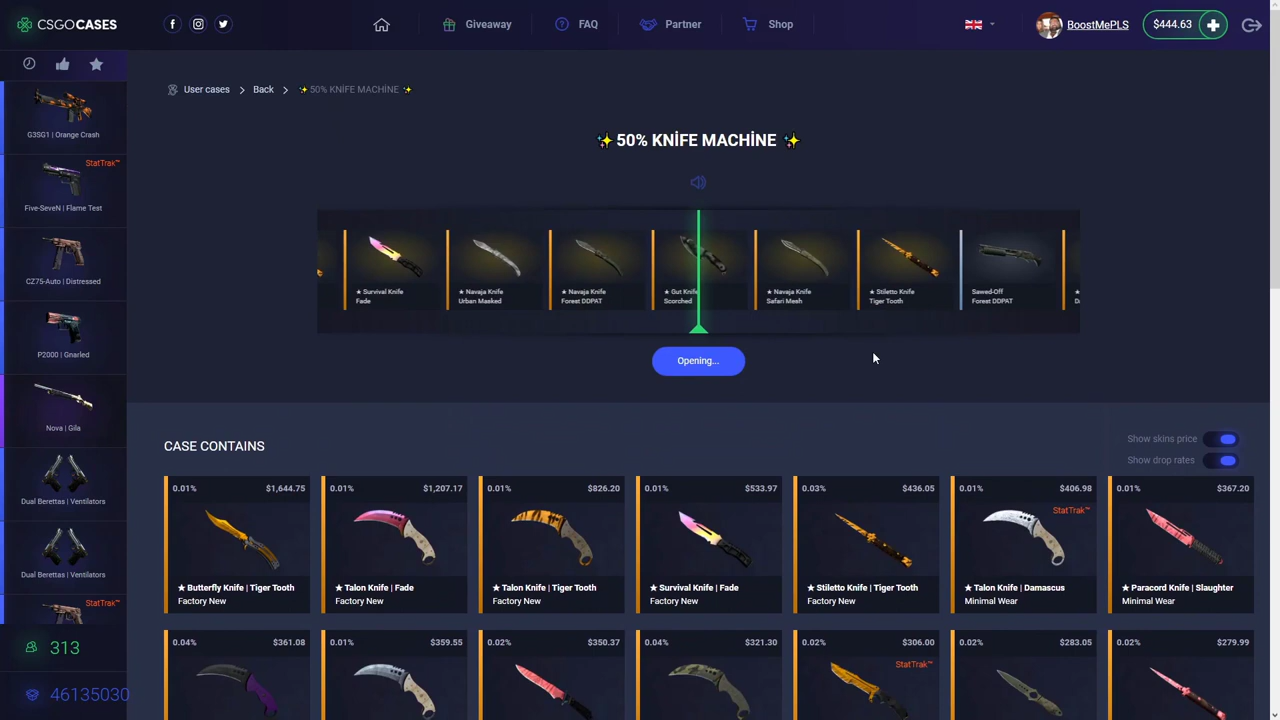 CSGOCASES
Giveaway
FAQ
Partner
Shop
BoostMePLS
$444.63
G3SG1 | Orange Crash
StatTrak™
Five-SeveN | Flame Test
CZ75-Auto | Distressed
P2000 | Gnarled
Nova | Gila
Dual Berettas | Ventilators
Dual Berettas | Ventilators
StatTrak™
313
46135030
User cases > Back > ✨ 50% KNİFE MACHİNE ✨
✨ 50% KNİFE MACHİNE ✨
★ Survival Knife
Fade
★ Navaja Knife
Urban Masked
★ Navaja Knife
Forest DDPAT
★ Gut Knife
Scorched
★ Navaja Knife
Safari Mesh
★ Stiletto Knife
Tiger Tooth
Sawed-Off
Forest DDPAT
Opening...
CASE CONTAINS
Show skins price
Show drop rates
0.01% $1,644.75
★ Butterfly Knife | Tiger Tooth
Factory New
0.01% $1,207.17
★ Talon Knife | Fade
Factory New
0.01% $826.20
★ Talon Knife | Tiger Tooth
Factory New
0.01% $533.97
★ Survival Knife | Fade
Factory New
0.03% $436.05
★ Stiletto Knife | Tiger Tooth
Factory New
0.01% $406.98
StatTrak™
★ Talon Knife | Damascus
Minimal Wear
0.01% $367.20
★ Paracord Knife | Slaughter
Minimal Wear
0.04% $361.08
0.01% $359.55
0.02% $350.37
0.04% $321.30
0.02% $306.00
StatTrak™
0.02% $283.05
0.02% $279.99